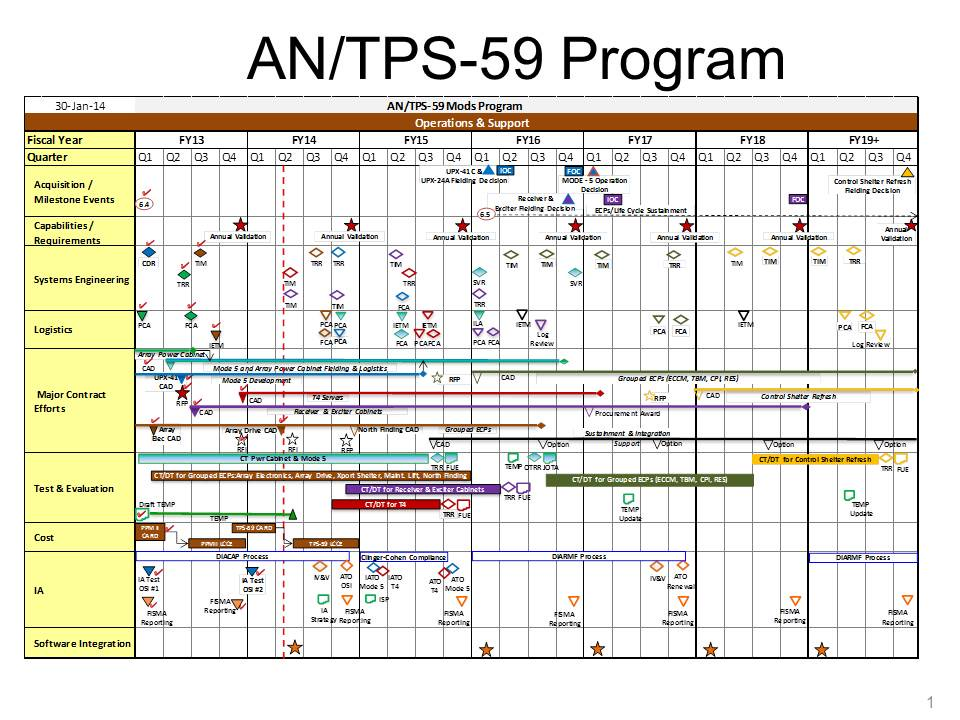 AN/TPS-59 Program
30-Jan-14 AN/TPS-59 Mods Program
Operations & Support
Fiscal Year FY13 FY14 FY15 FY16 FY17 FY18 FY19+
Quarter Q1 Q2 Q3 Q4 Q1 Q2 Q3 Q4 Q1 Q2 Q3 Q4 Q1 Q2 Q3 Q4 Q1 Q2 Q3 Q4 Q1 Q2 Q3 Q4 Q1 Q2 Q3 Q4
Acquisition /
Milestone Events
6.4
UPX-41 C &
UPX-24A Fielding Decision
IOC
FOC
MODE - 5 Operation
Decision
Receiver &
Exciter Fielding Decision
IOC
FOC
Control Shelter Refresh
Fielding Decision
6.5
ECPs/Life Cycle Sustainment
Capabilities /
Requirements
Annual Validation Annual Validation Annual Validation Annual Validation Annual Validation Annual Validation
Annual
Validation
Systems Engineering
CDR TIM TRR TRR TIM TIM TIM TIM TRR TIM TIM TIM TRR
TRR TIM TRR SVR SVR
TIM TIM FCA TRR
Logistics
PCA FCA PCA PCA IETM IETM ILA IETM PCA FCA IETM PCA FCA
IETM FCA PCA FCA PCA FCA PCA FCA
Log
Review
Log Review
Major Contract
Efforts
Array Power Cabinet
CAD Mode 5 and Array Power Cabinet Fielding & Logistics
UPX-41
CAD
Mode 5 Development RFP CAD Grouped ECPs (ECCM, TBM, CPI, RES)
RFP CAD T4 Servers RFP CAD Control Shelter Refresh
CAD Receiver & Exciter Cabinets Procurement Award
Array
Elec CAD
Array Drive CAD North Finding CAD Grouped ECPs
RFI RFI RFP
Sustainment & Integration
Support
CAD Option Option Option Option
Test & Evaluation
CT Pwr Cabinet & Mode 5 TRR FUE TEMP OTRR IOTA CT/DT for Control Shelter Refresh TRR FUE
CT/DT for Grouped ECPs: Array Electronics, Array Drive, Xport Shelter, Maint. Lift, North Finding
CT/DT for Grouped ECPs (ECCM, TBM, CPI, RES)
CT/DT for Receiver & Exciter Cabinets TRR FUE
CT/DT for T4 TRR FUE
Draft TEMP
TEMP
TEMP
Update
TEMP
Update
Cost
CARD TPS-59 CARD
TPS-59 LCCE
IA
DIACAP Process Clinger-Cohen Compliance DIARMF Process DIARMF Process
IA Test
OSI #1
IA Test
OSI #2
IV&V
ATO
OSI
IATO
Mode 5
IATO
T4
ATO
T4
ATO
Mode 5
IV&V
ATO
Renewal
FISMA
Reporting
FISMA
Reporting
IA
Strategy
FISMA
Reporting
ISP
FISMA
Reporting
FISMA
Reporting
FISMA
Reporting
FISMA
Reporting
FISMA
Reporting
Software Integration
1